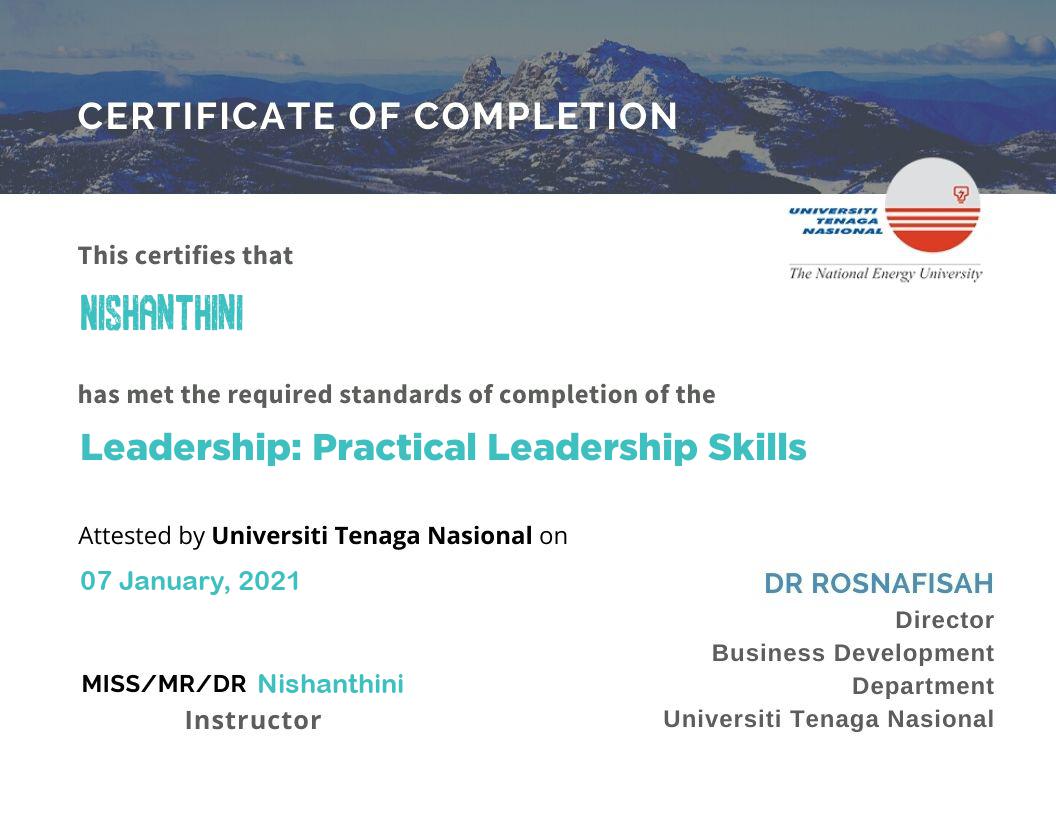 CERTIFICATE OF COMPLETION
UNIVERSITI
TENAGA
NASIONAL
The National Energy University
This certifies that
NISHANTHINI
has met the required standards of completion of the
Leadership: Practical Leadership Skills
Attested by Universiti Tenaga Nasional on
07 January, 2021
DR ROSNAFISAH
Director
Business Development
Department
Universiti Tenaga Nasional
MISS/MR/DR Nishanthini
Instructor